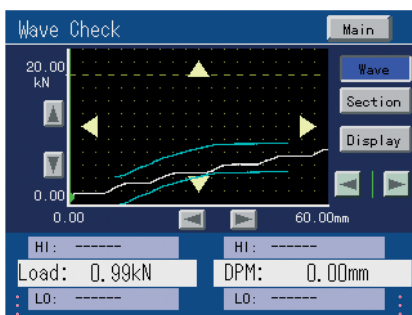 Wave Check Main
20.00
kN
Wave
Section
Display
0.00
0.00 60.00mm
HI: ------ HI: ------
Load: 0.99kN DPM: 0.00mm
LO: ------ LO: ------